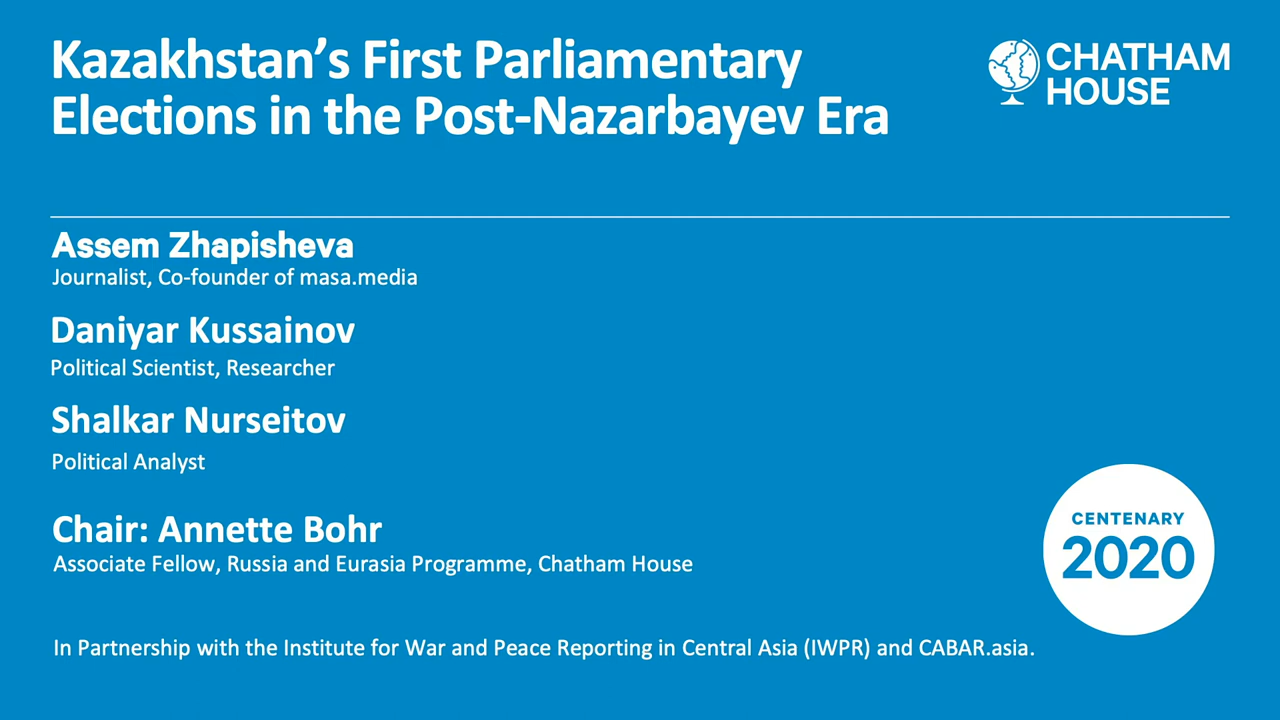 Kazakhstan’s First Parliamentary
Elections in the Post-Nazarbayev Era
CHATHAM
HOUSE
Assem Zhapisheva
Journalist, Co-founder of masa.media
Daniyar Kussainov
Political Scientist, Researcher
Shalkar Nurseitov
Political Analyst
Chair: Annette Bohr
Associate Fellow, Russia and Eurasia Programme, Chatham House
CENTENARY
2020
In Partnership with the Institute for War and Peace Reporting in Central Asia (IWPR) and CABAR.asia.